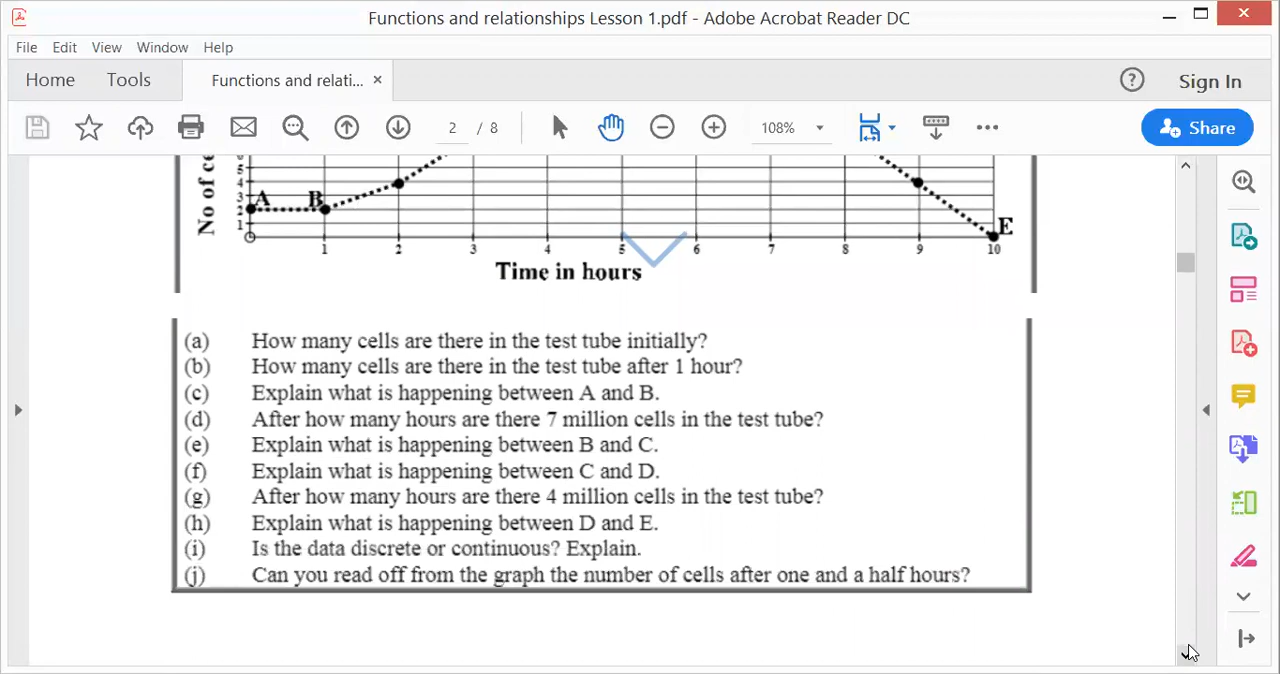 Functions and relationships Lesson 1.pdf - Adobe Acrobat Reader DC
File Edit View Window Help
Home Tools Functions and relati... × ? Sign In
2 / 8 108% Share
No of ce
5
4
3
2
1
A B E
1 2 3 4 5 6 7 8 9 10
Time in hours
(a) How many cells are there in the test tube initially?
(b) How many cells are there in the test tube after 1 hour?
(c) Explain what is happening between A and B.
(d) After how many hours are there 7 million cells in the test tube?
(e) Explain what is happening between B and C.
(f) Explain what is happening between C and D.
(g) After how many hours are there 4 million cells in the test tube?
(h) Explain what is happening between D and E.
(i) Is the data discrete or continuous? Explain.
(j) Can you read off from the graph the number of cells after one and a half hours?